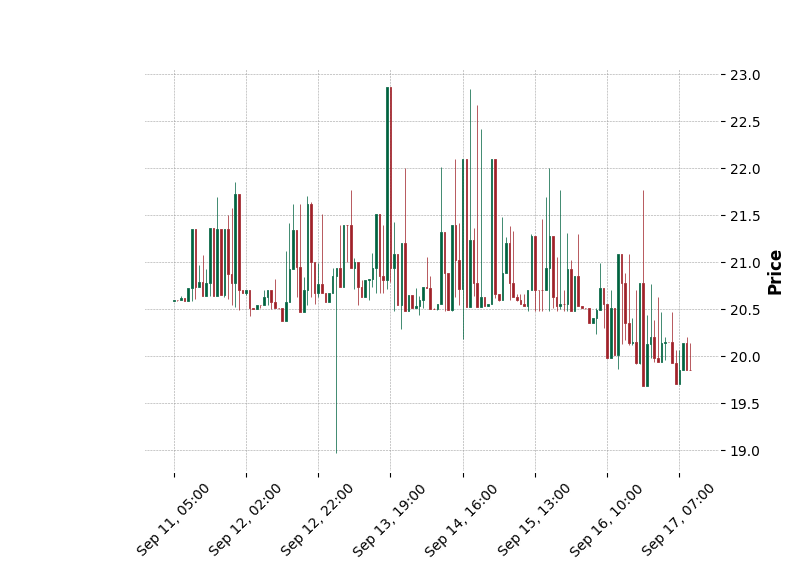 23.0
22.5
22.0
21.5
21.0
20.5
20.0
19.5
19.0
Price
Sep 11, 05:00
Sep 12, 02:00
Sep 12, 22:00
Sep 13, 19:00
Sep 14, 16:00
Sep 15, 13:00
Sep 16, 10:00
Sep 17, 07:00